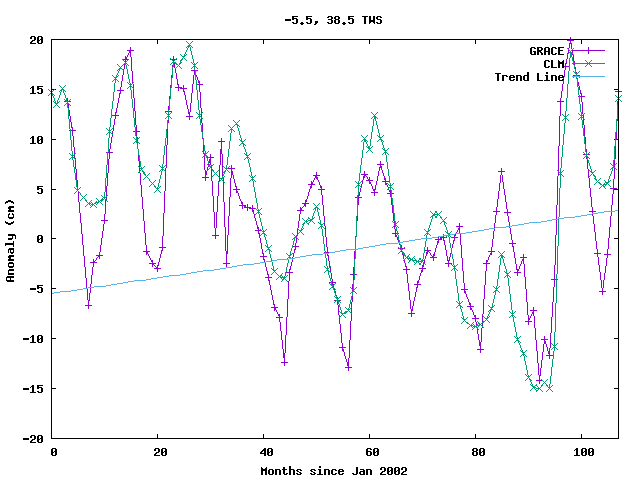 -5.5, 38.5 TWS
GRACE
CLM
Trend Line
20
15
10
5
0
-5
-10
-15
-20
Anomaly (cm)
0 20 40 60 80 100
Months since Jan 2002